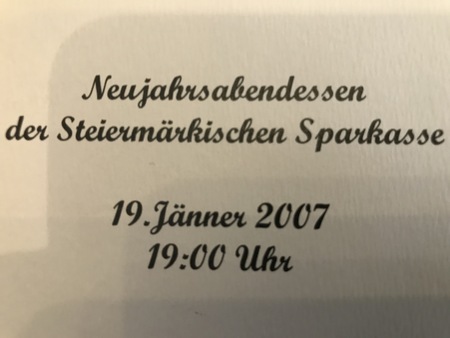 Neujahrsabendessen
der Steiermärkischen Sparkasse
19.Jänner 2007
19:00 Uhr